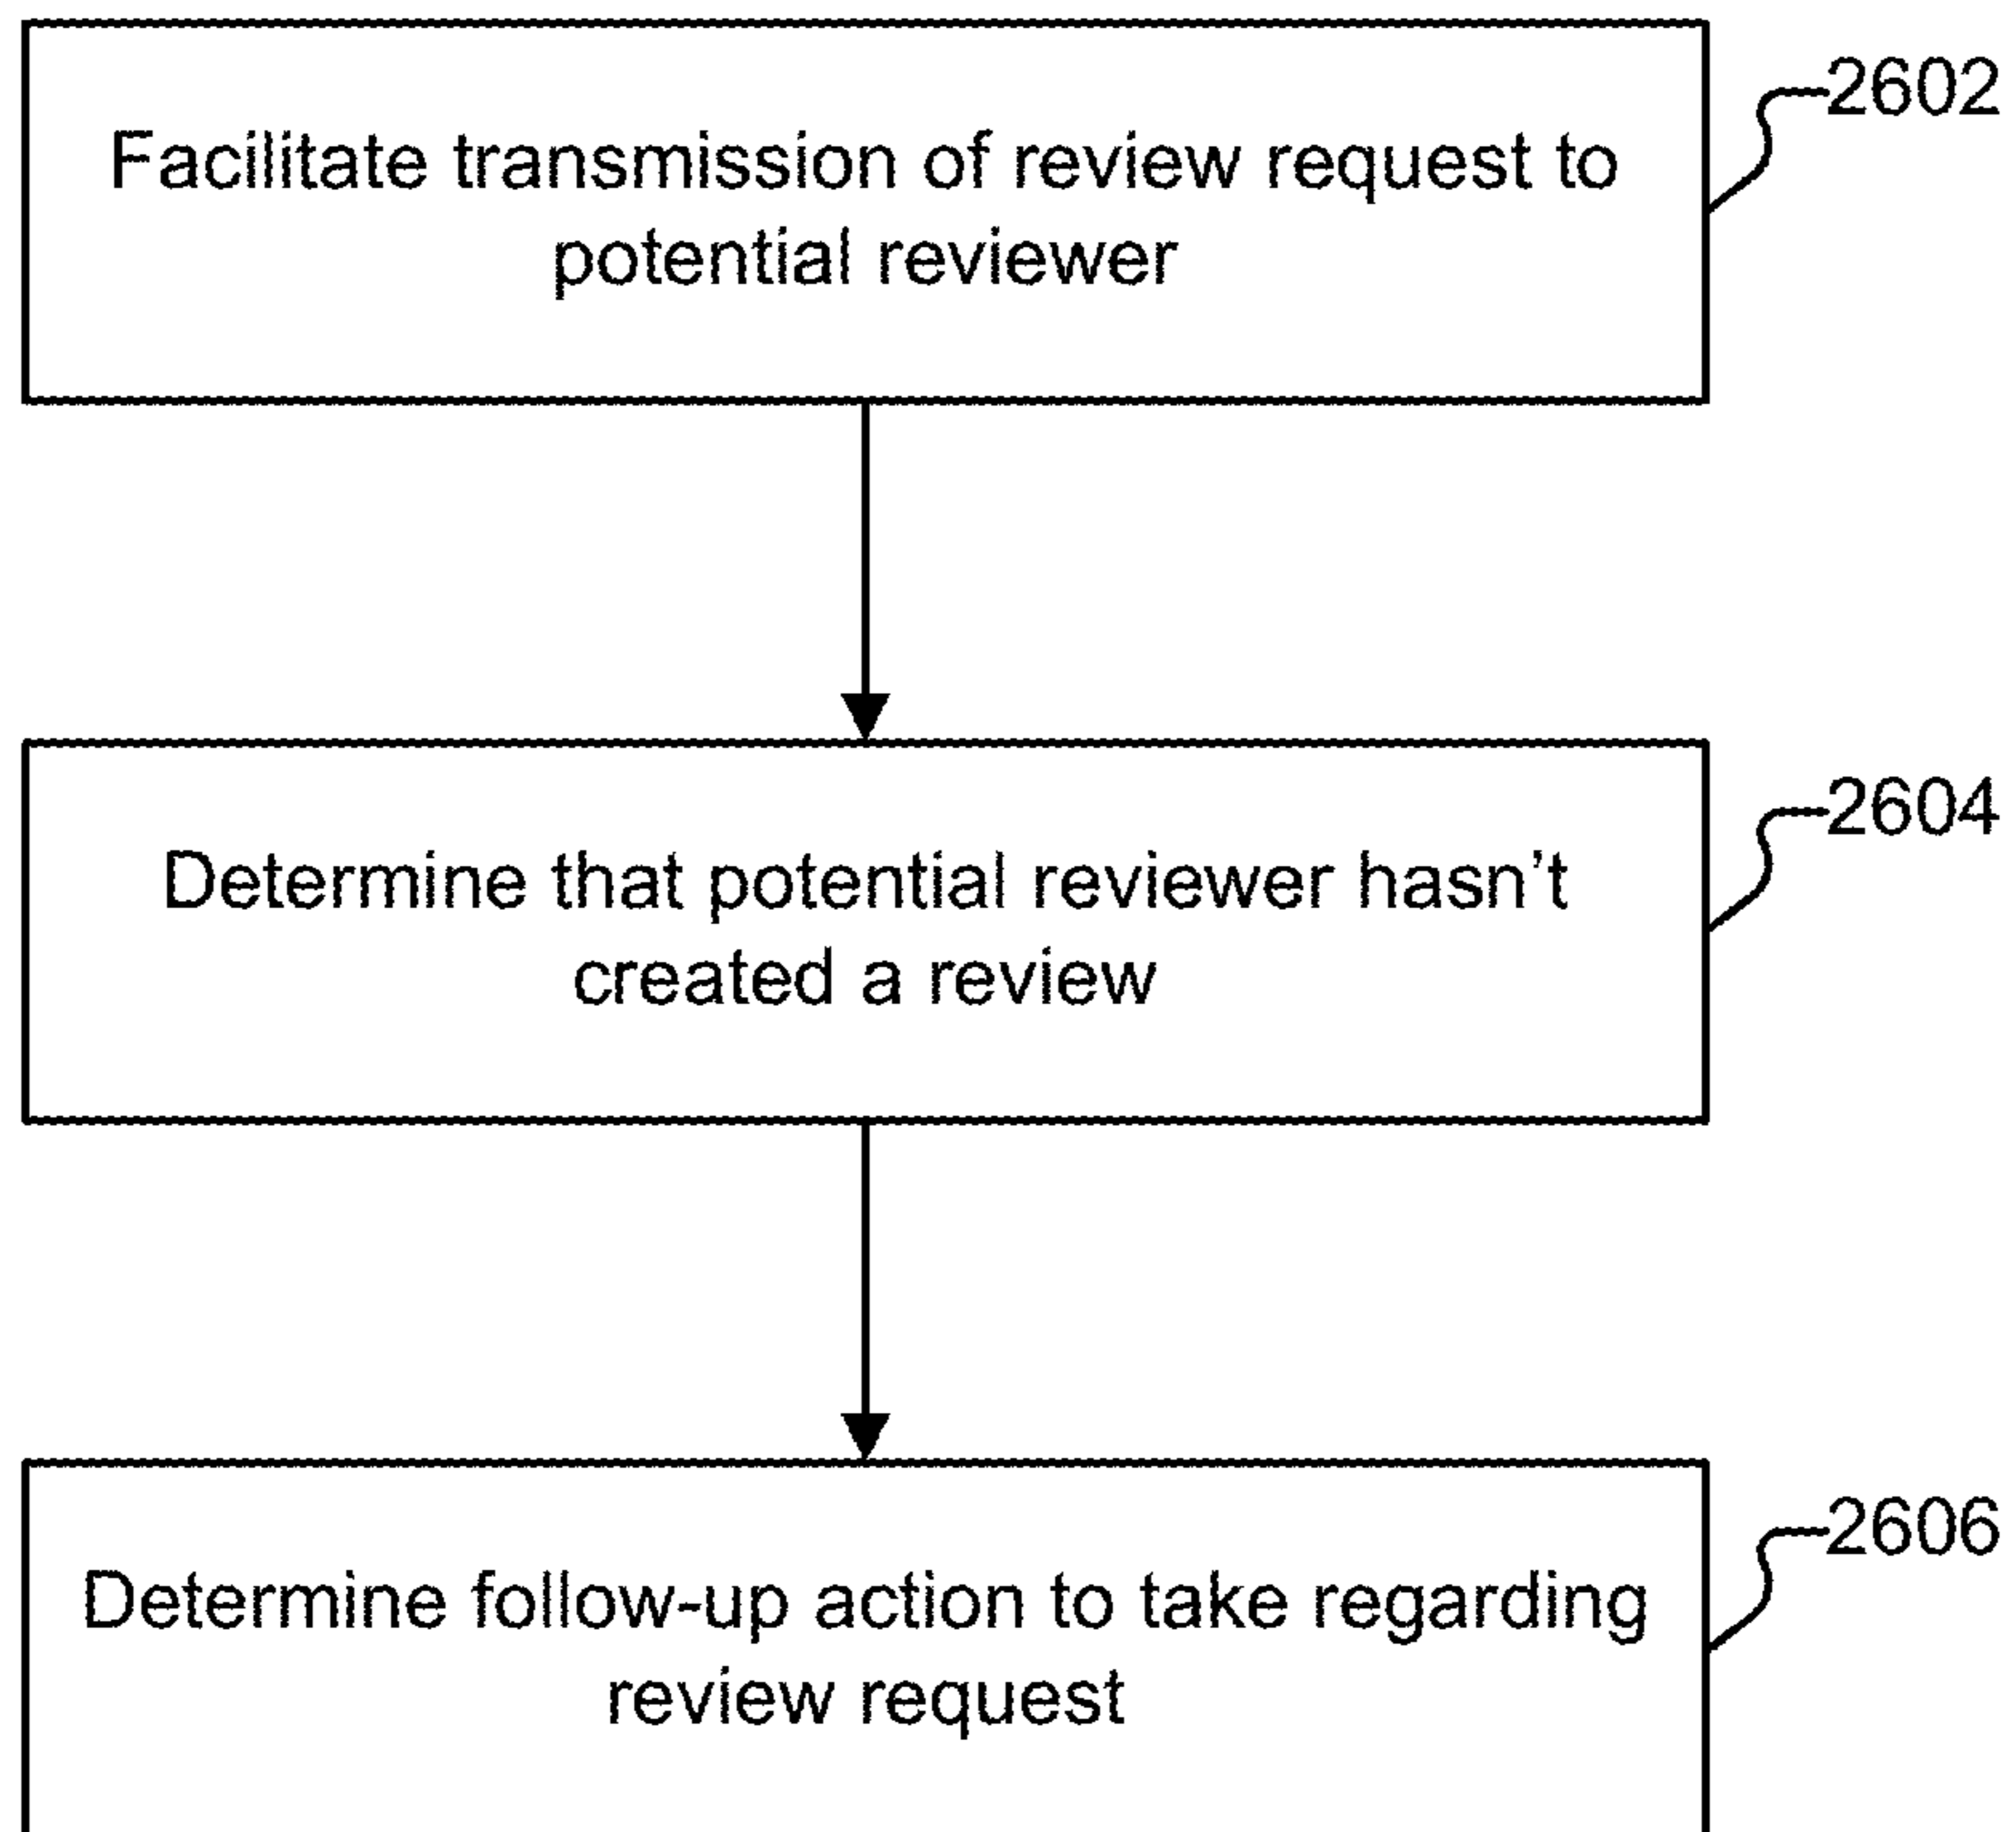 Facilitate transmission of review request to
potential reviewer
2602
Determine that potential reviewer hasn’t
created a review
2604
Determine follow-up action to take regarding
review request
2606